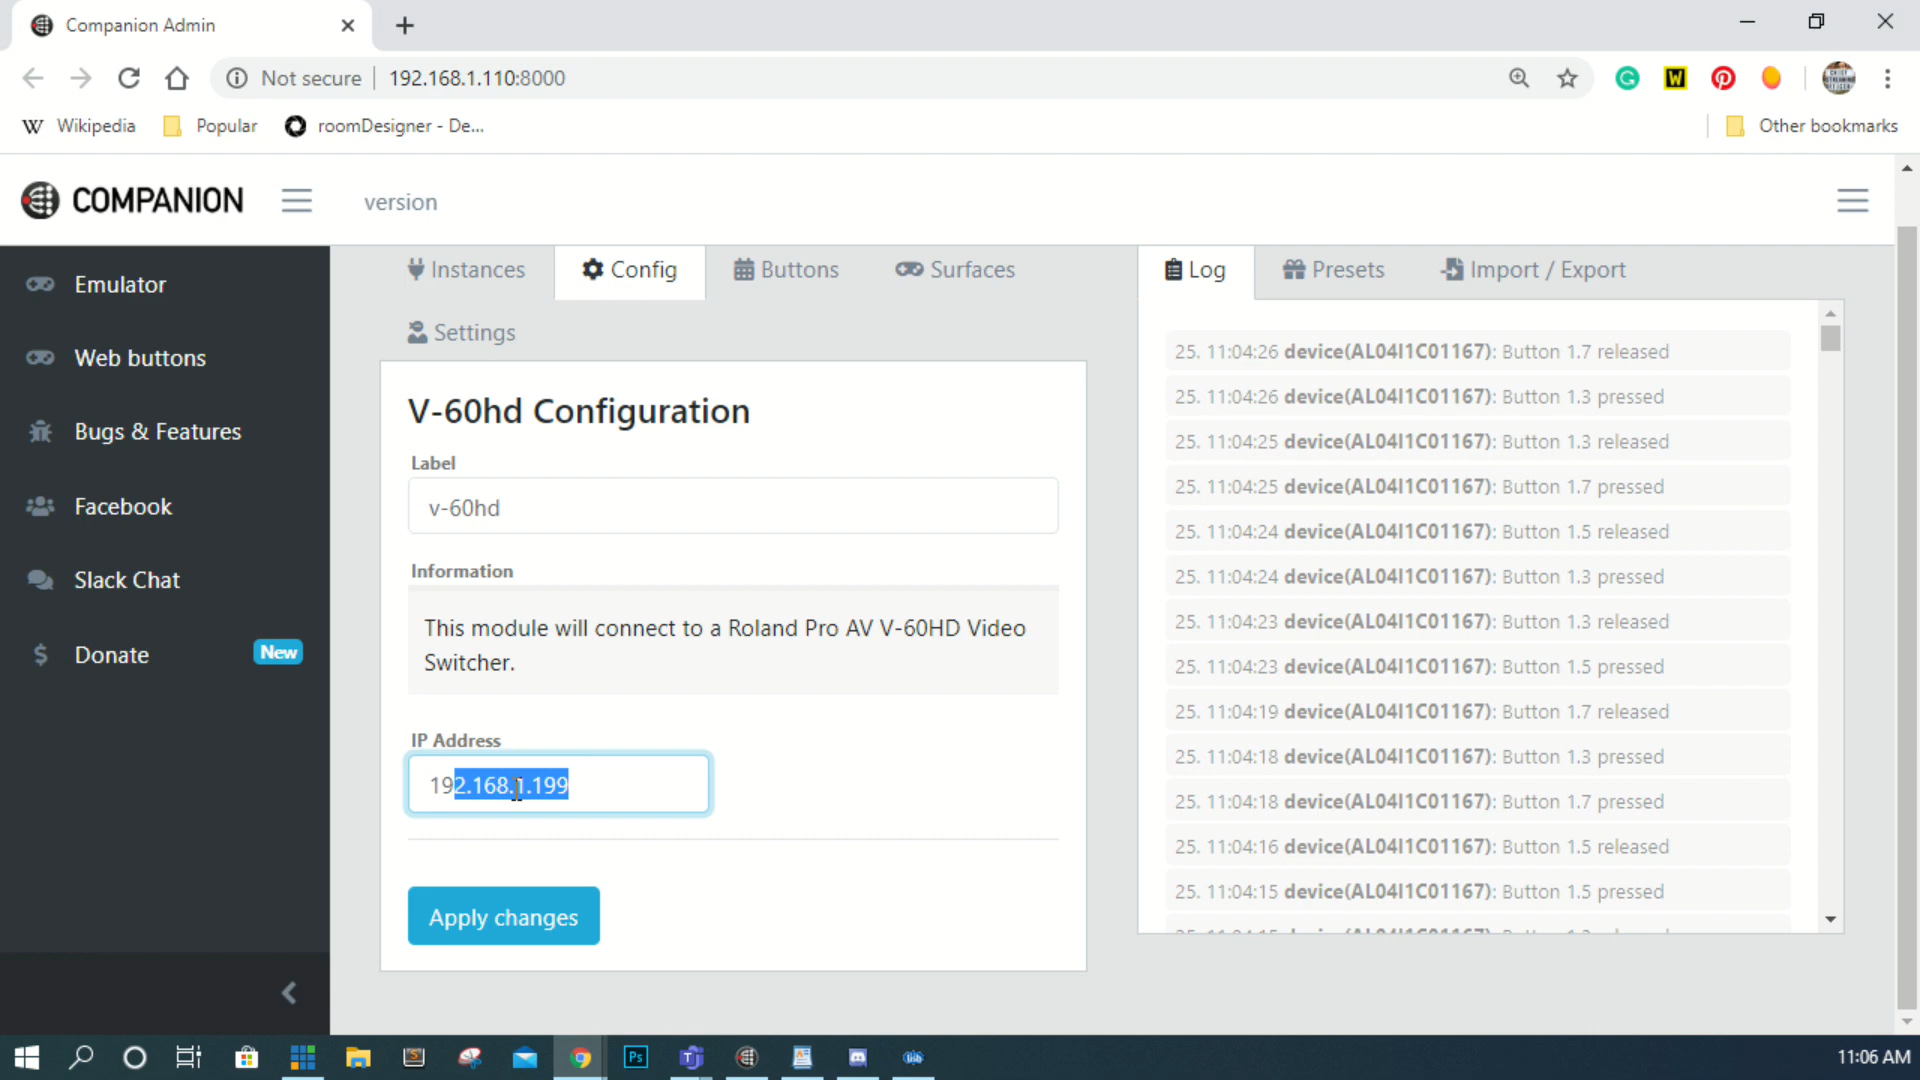 Companion Admin
Not secure
192.168.1.110:8000
W Wikipedia
Popular
roomDesigner - De...
Other bookmarks
COMPANION
version
Emulator
Web buttons
Bugs & Features
Facebook
Slack Chat
Donate
New
Instances
Config
Buttons
Surfaces
Settings
V-60hd Configuration
Label
v-60hd
Information
This module will connect to a Roland Pro AV V-60HD Video
Switcher.
IP Address
192.168.1.199
Apply changes
Log
Presets
Import / Export
25. 11:04:26 device(AL04I1C01167): Button 1.7 released
25. 11:04:26 device(AL04I1C01167): Button 1.3 pressed
25. 11:04:25 device(AL04I1C01167): Button 1.3 released
25. 11:04:25 device(AL04I1C01167): Button 1.7 pressed
25. 11:04:24 device(AL04I1C01167): Button 1.5 released
25. 11:04:24 device(AL04I1C01167): Button 1.3 pressed
25. 11:04:23 device(AL04I1C01167): Button 1.3 released
25. 11:04:23 device(AL04I1C01167): Button 1.5 pressed
25. 11:04:19 device(AL04I1C01167): Button 1.7 released
25. 11:04:18 device(AL04I1C01167): Button 1.3 pressed
25. 11:04:18 device(AL04I1C01167): Button 1.7 pressed
25. 11:04:16 device(AL04I1C01167): Button 1.5 released
25. 11:04:15 device(AL04I1C01167): Button 1.5 pressed
Ps
11:06 AM